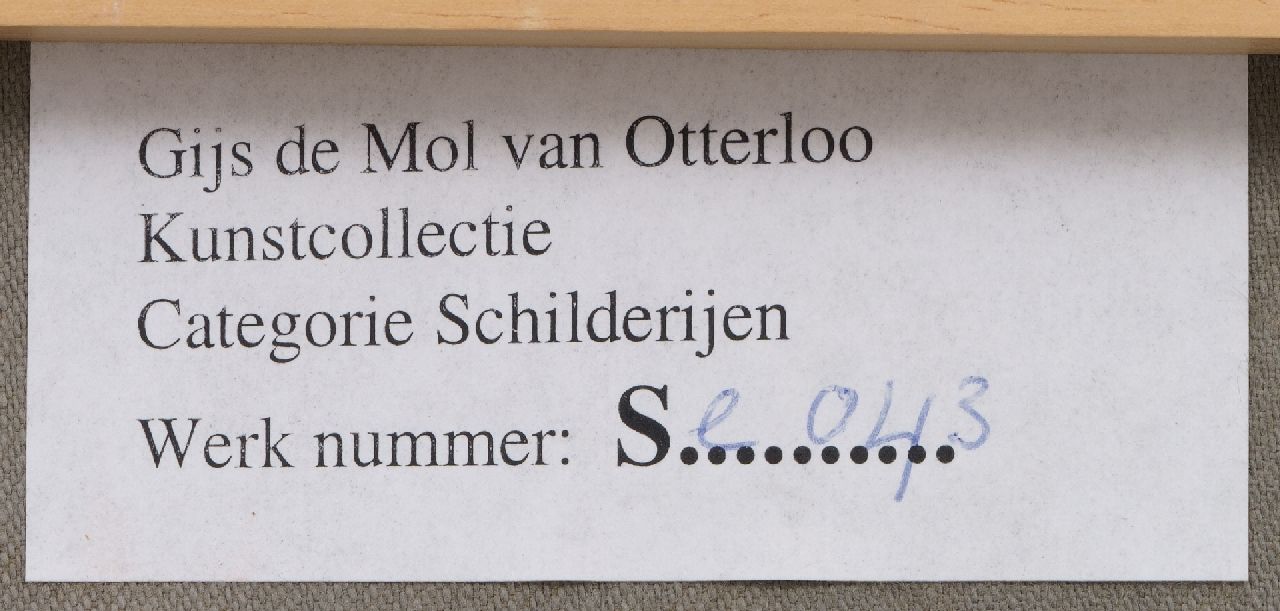 Gijs de Mol van Otterloo
Kunstcollectie
Categorie Schilderijen
Werk nummer: S.......... e 043